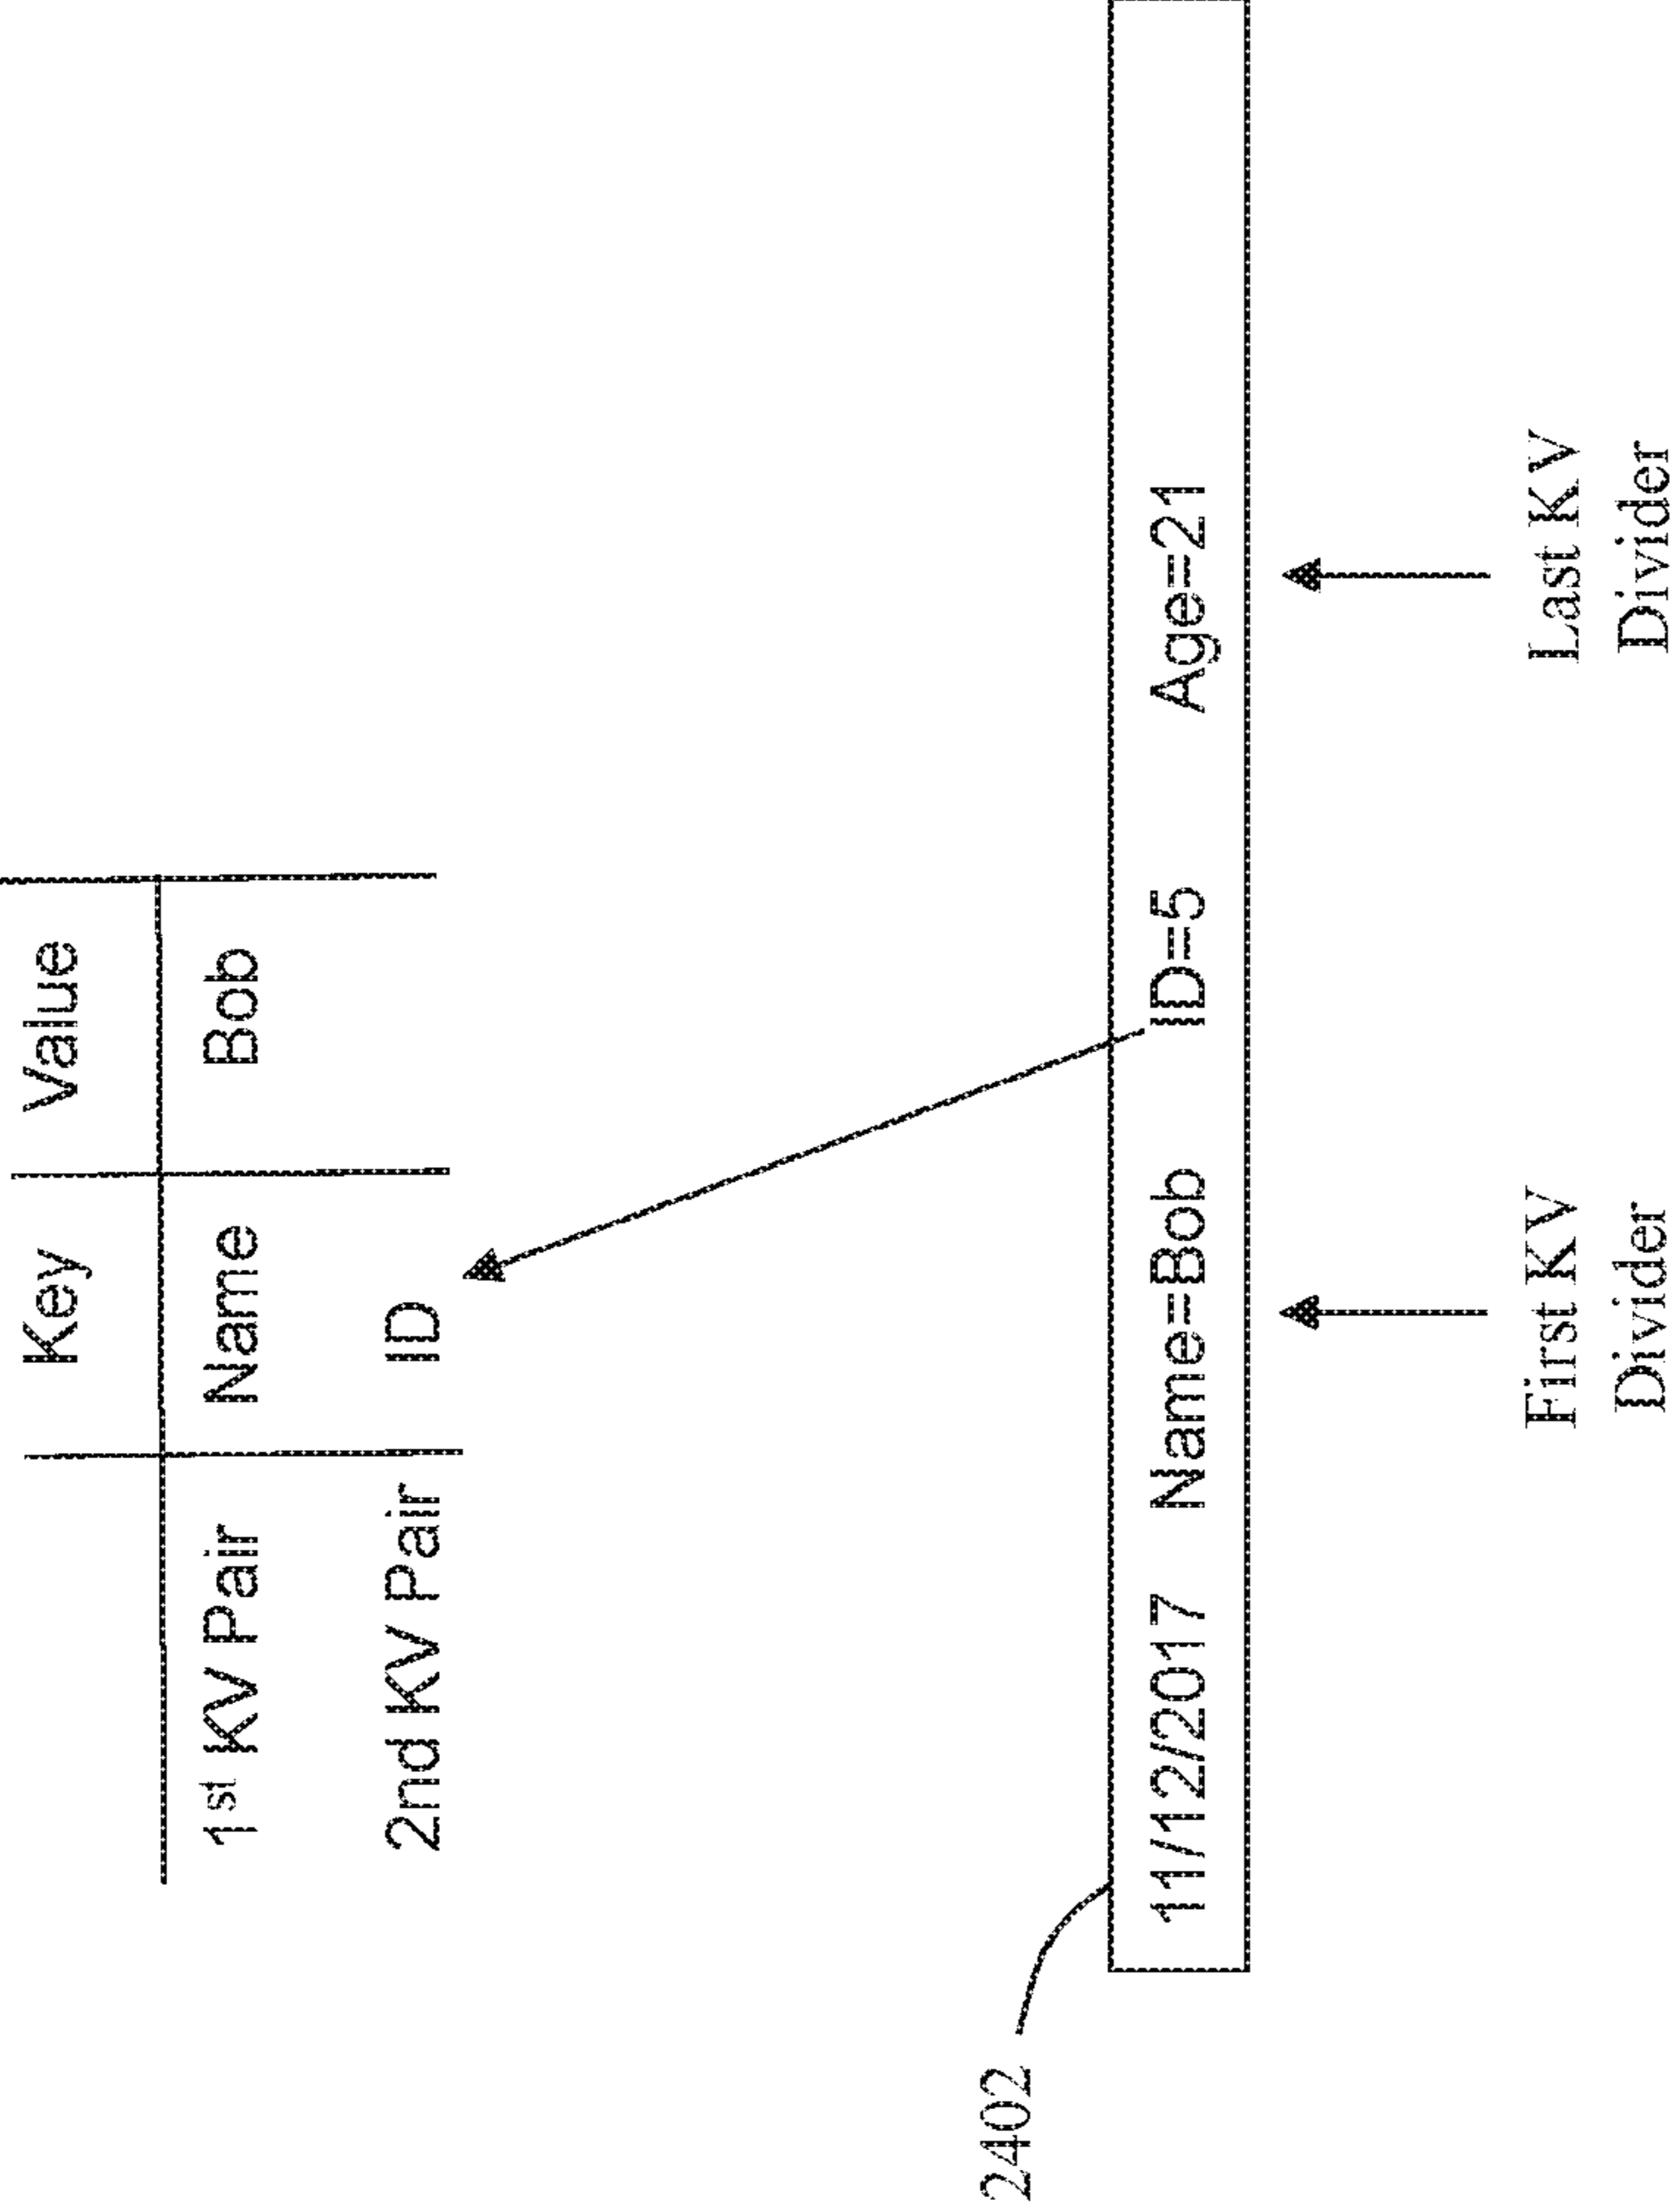 Key Value
1st KV Pair Name Bob
2nd KV Pair ID
2402
11/12/2017 Name=Bob ID=5 Age=21
First KV
Divider
Last KV
Divider